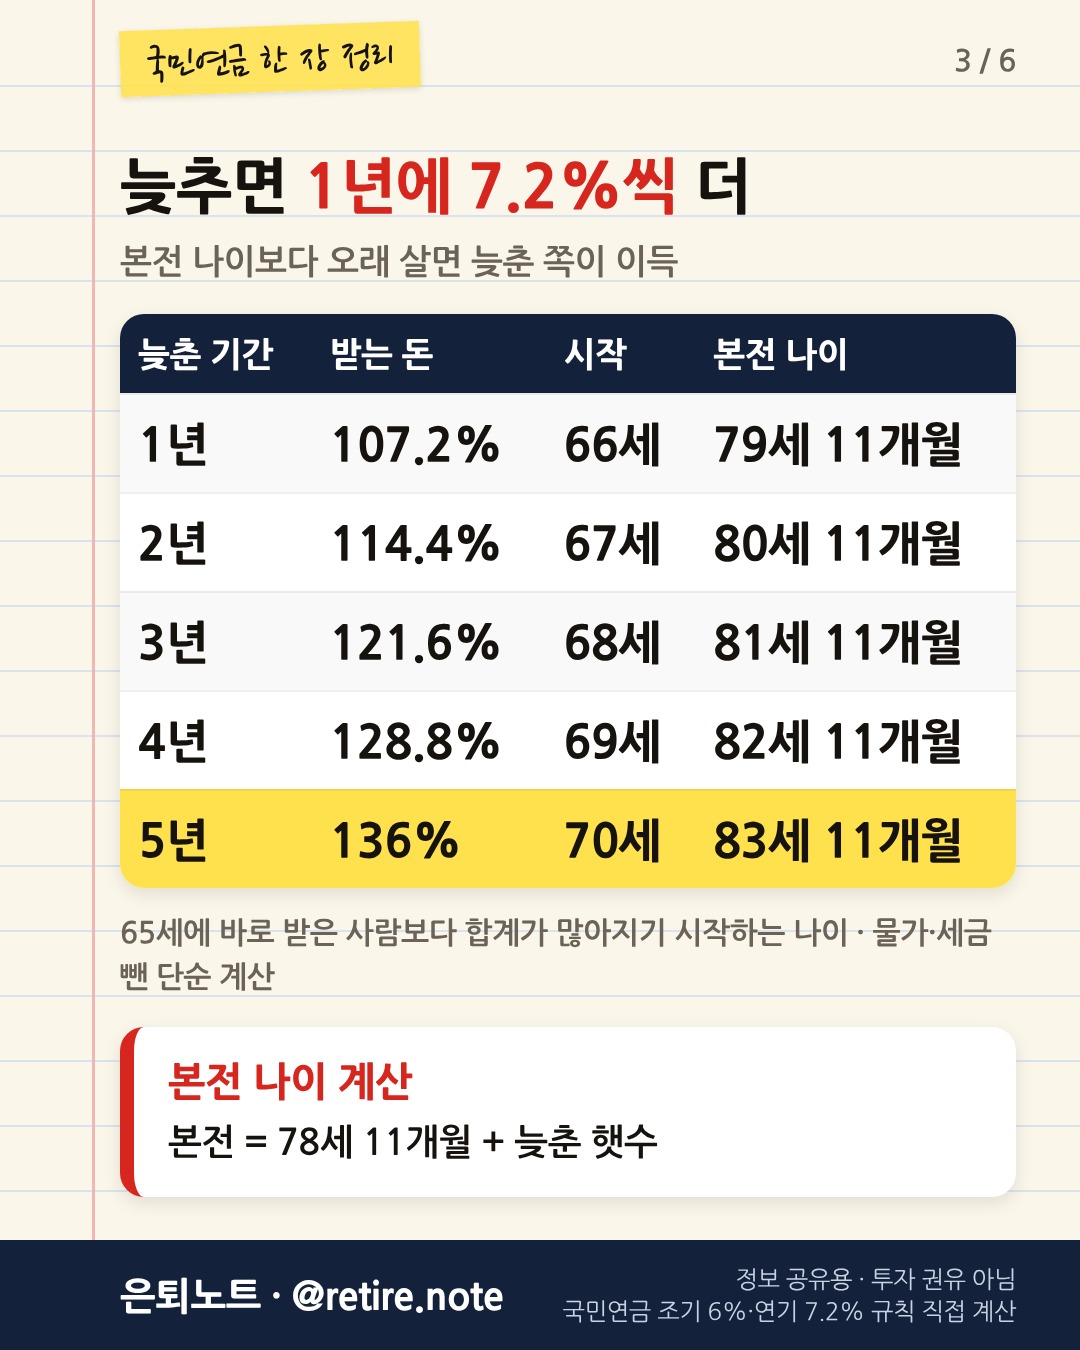 국민연금 한 장 정리
3 / 6
늦추면 1년에 7.2%씩 더
본전 나이보다 오래 살면 늦춘 쪽이 이득
늦춘 기간 받는 돈 시작 본전 나이
1년 107.2% 66세 79세 11개월
2년 114.4% 67세 80세 11개월
3년 121.6% 68세 81세 11개월
4년 128.8% 69세 82세 11개월
5년 136% 70세 83세 11개월
65세에 바로 받은 사람보다 합계가 많아지기 시작하는 나이 · 물가·세금
뺀 단순 계산
본전 나이 계산
본전 = 78세 11개월 + 늦춘 햇수
은퇴노트 · @retire.note
정보 공유용 · 투자 권유 아님
국민연금 조기 6%·연기 7.2% 규칙 직접 계산